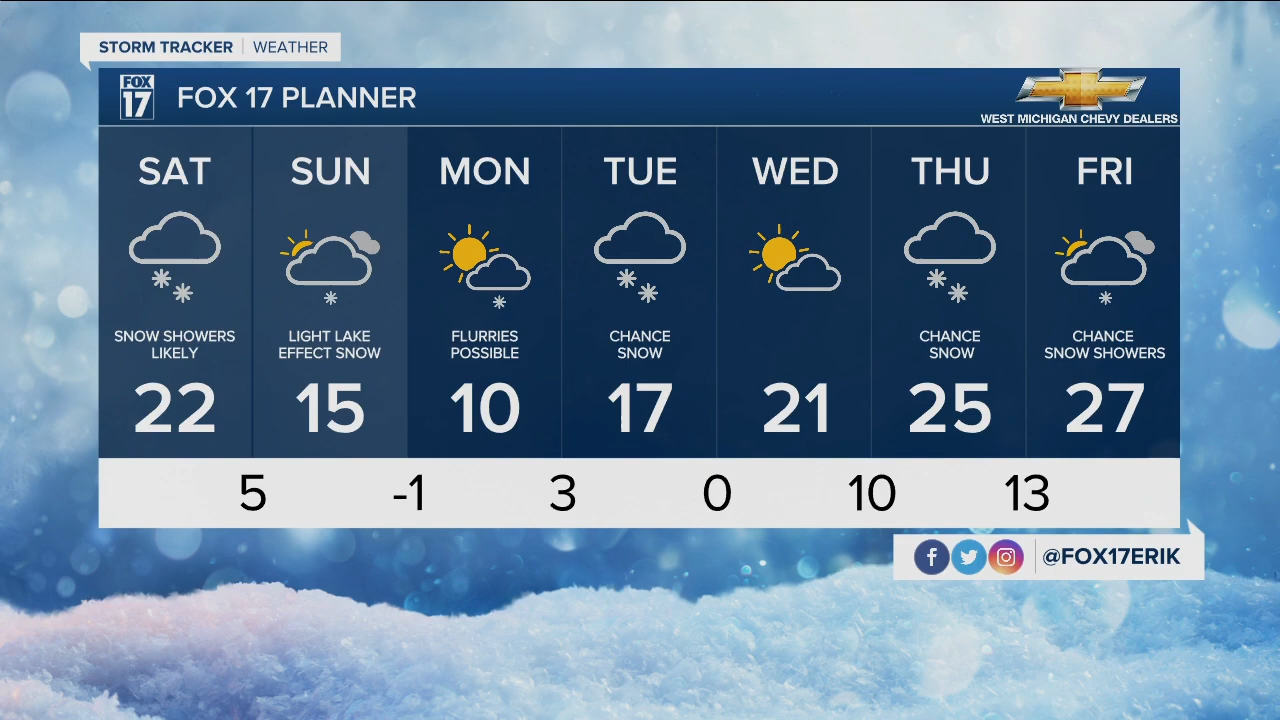 STORM TRACKER | WEATHER
FOX 17
FOX 17 PLANNER
WEST MICHIGAN CHEVY DEALERS
SAT SUN MON TUE WED THU FRI
SNOW SHOWERS LIKELY
LIGHT LAKE EFFECT SNOW
FLURRIES POSSIBLE
CHANCE SNOW
CHANCE SNOW
CHANCE SNOW SHOWERS
22 15 10 17 21 25 27
5 -1 3 0 10 13
@FOX17ERIK